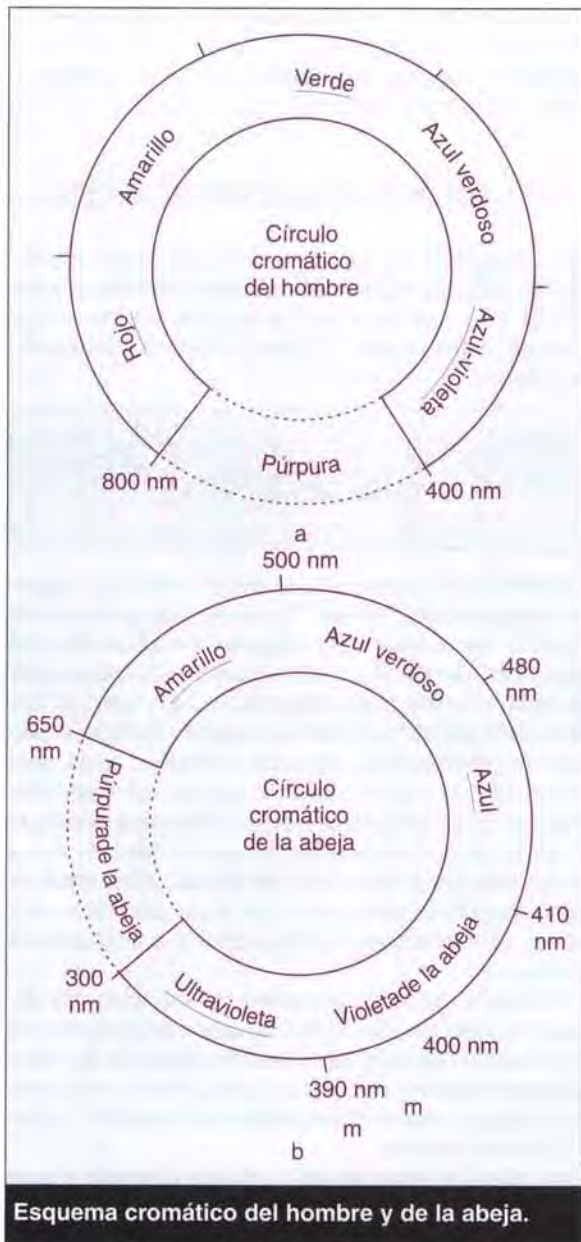 Verde
Amarillo
Azul verdoso
Círculo
cromático
del hombre
Rojo
Azul-violeta
Púrpura
800 nm
400 nm
a
500 nm
Amarillo
Azul verdoso
480
nm
650
nm
Purpurade la abeja
Círculo
cromático
de la abeja
Azul
410
nm
300
nm
Ultravioleta
Violetade la abeja
400 nm
390 nm
m
m
b
Esquema cromático del hombre y de la abeja.